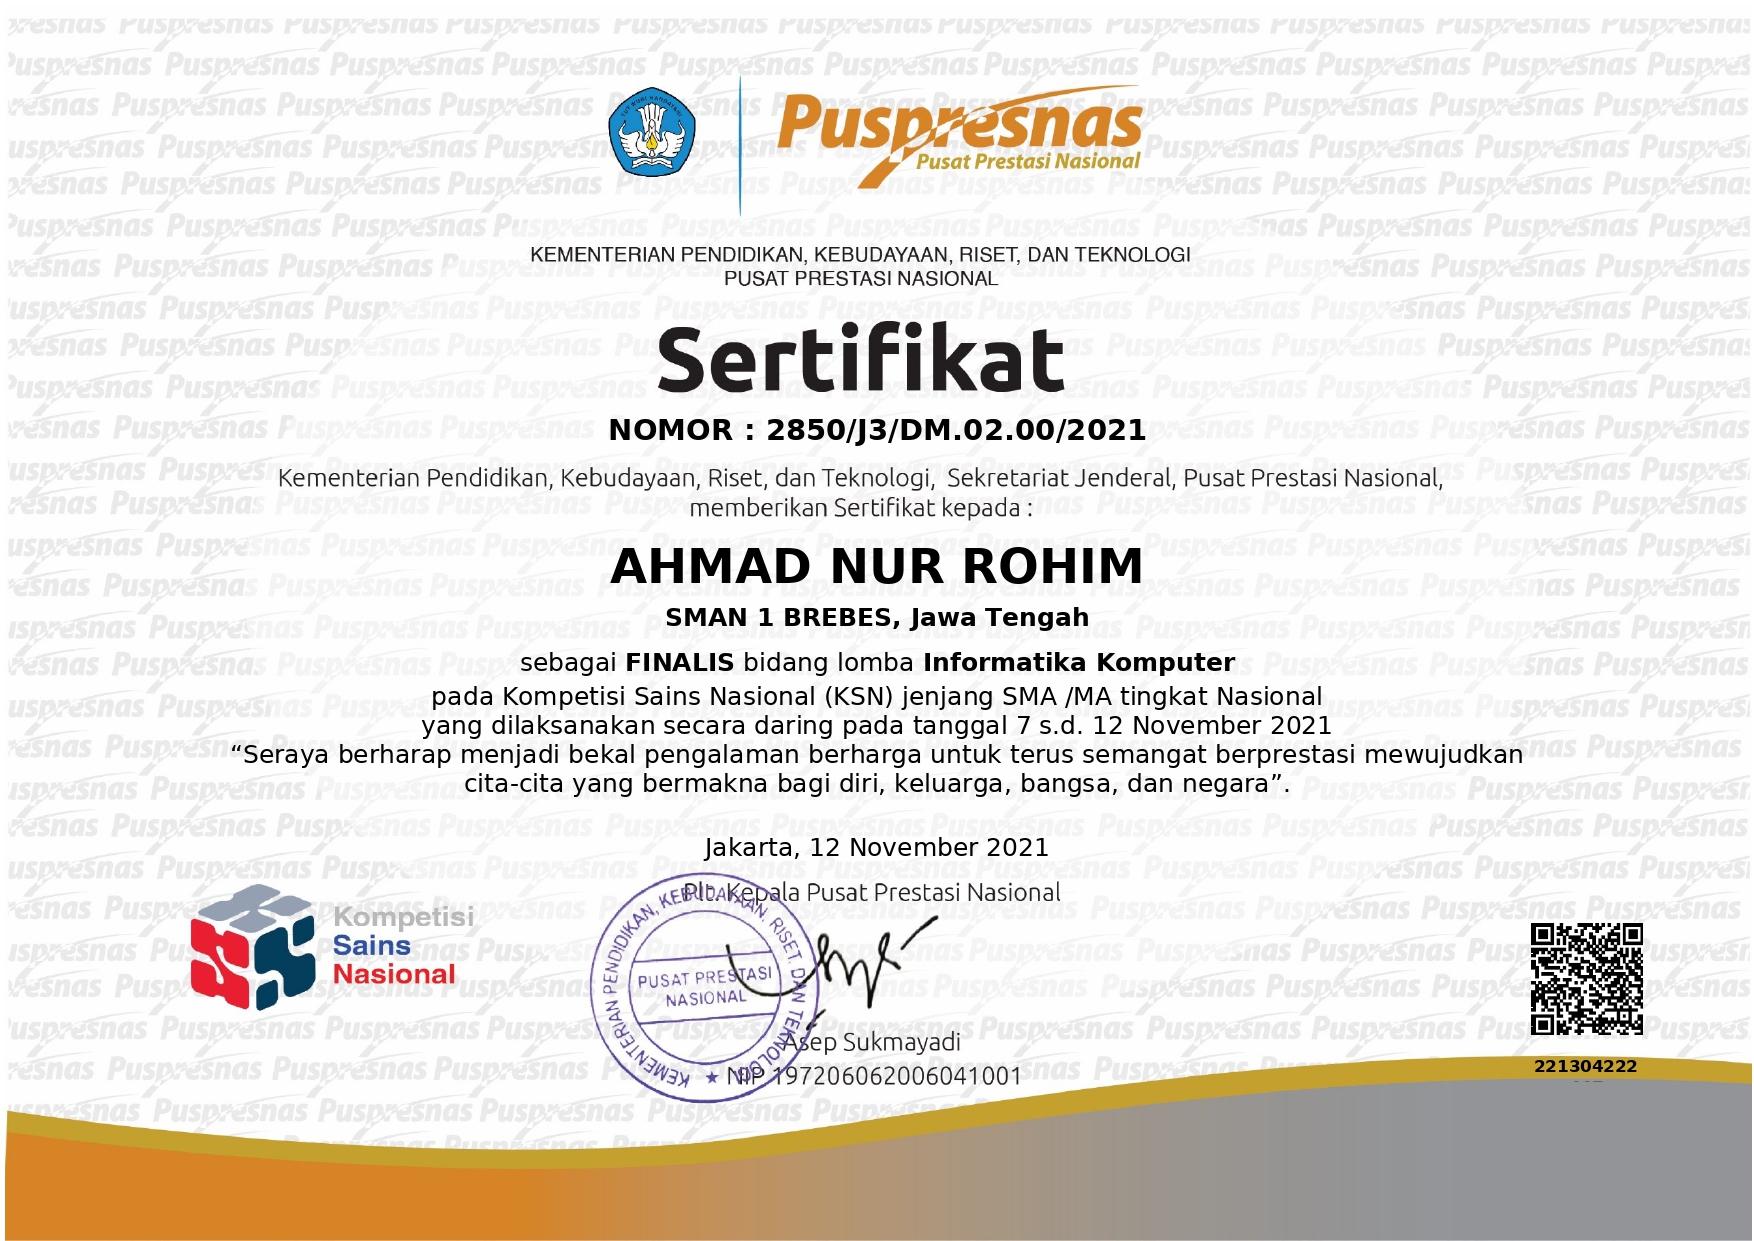 Puspresnas
Pusat Prestasi Nasional
KEMENTERIAN PENDIDIKAN, KEBUDAYAAN, RISET, DAN TEKNOLOGI
PUSAT PRESTASI NASIONAL
Sertifikat
NOMOR : 2850/J3/DM.02.00/2021
Kementerian Pendidikan, Kebudayaan, Riset, dan Teknologi, Sekretariat Jenderal, Pusat Prestasi Nasional,
memberikan Sertifikat kepada :
AHMAD NUR ROHIM
SMAN 1 BREBES, Jawa Tengah
sebagai FINALIS bidang lomba Informatika Komputer
pada Kompetisi Sains Nasional (KSN) jenjang SMA /MA tingkat Nasional
yang dilaksanakan secara daring pada tanggal 7 s.d. 12 November 2021
“Seraya berharap menjadi bekal pengalaman berharga untuk terus semangat berprestasi mewujudkan
cita-cita yang bermakna bagi diri, keluarga, bangsa, dan negara”.
Jakarta, 12 November 2021
Plt. Kepala Pusat Prestasi Nasional
Kompetisi
Sains
Nasional
KEMENTERIAN PENDIDIKAN, KEBUDAYAAN, RISET, DAN TEKNOLOGI
PUSAT PRESTASI
NASIONAL
Asep Sukmayadi
NIP 197206062006041001
221304222